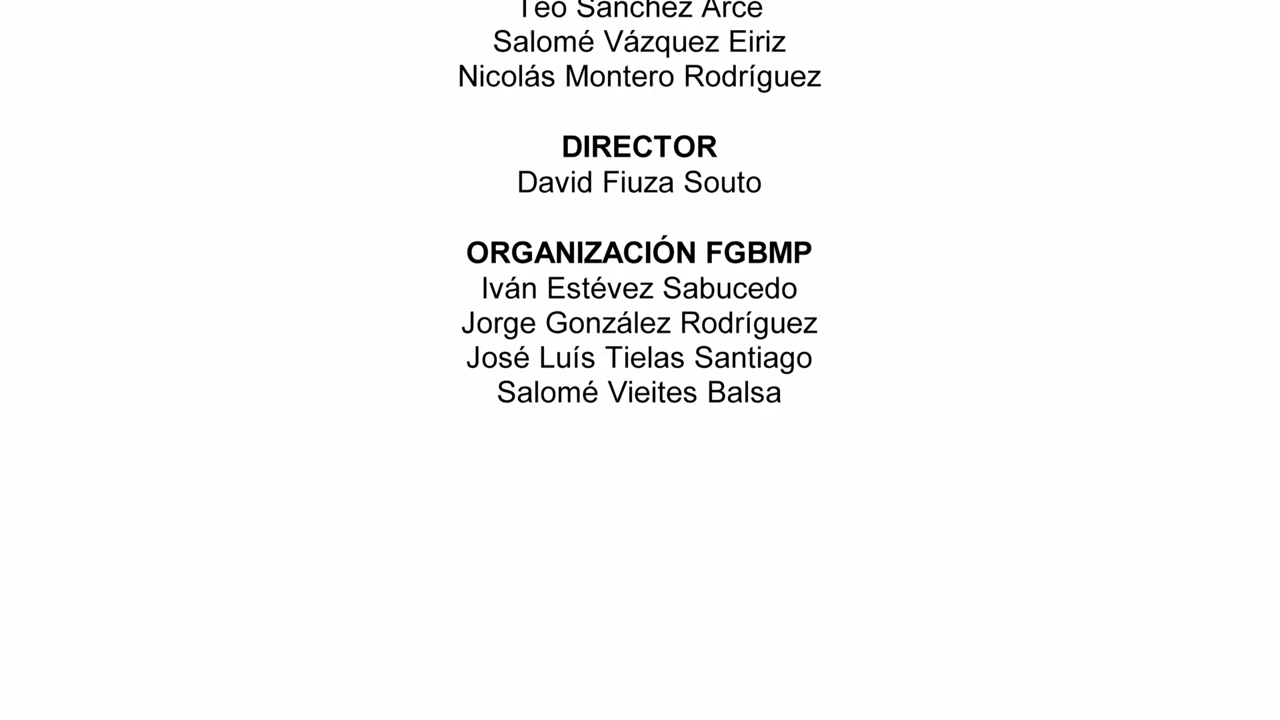 Teo Sánchez Arce
Salomé Vázquez Eiriz
Nicolás Montero Rodríguez
DIRECTOR
David Fiuza Souto
ORGANIZACIÓN FGBMP
Iván Estévez Sabucedo
Jorge González Rodríguez
José Luís Tielas Santiago
Salomé Vieites Balsa